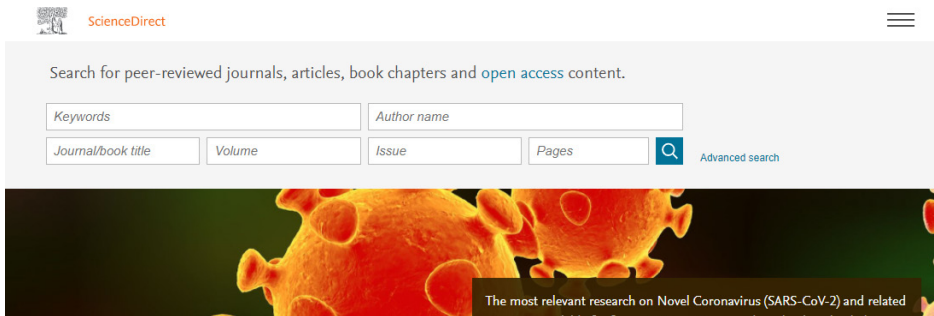 ScienceDirect
Search for peer-reviewed journals, articles, book chapters and open access content.
Keywords Author name
Journal/book title Volume Issue Pages
Advanced search
The most relevant research on Novel Coronavirus (SARS-CoV-2) and related